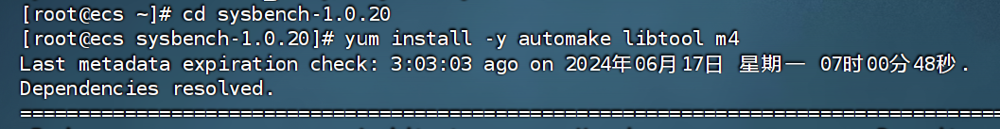 [root@ecs ~]# cd sysbench-1.0.20
[root@ecs sysbench-1.0.20]# yum install -y automake libtool m4
Last metadata expiration check: 3:03:03 ago on 2024年06月17日 星期一 07时00分48秒.
Dependencies resolved.
================================================================================